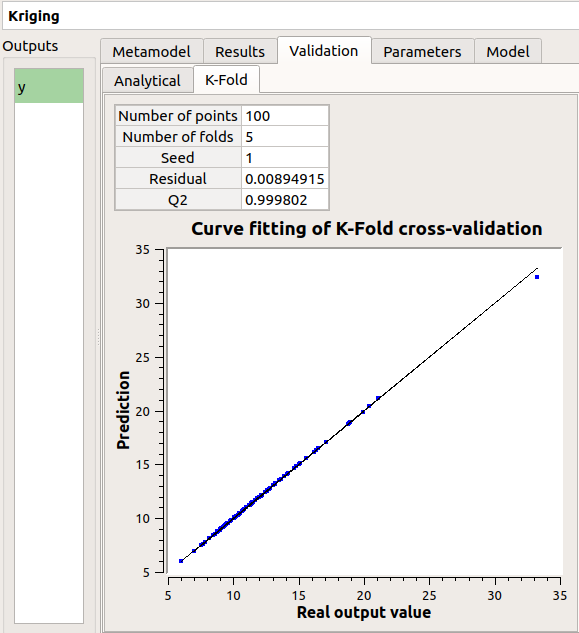 Kriging
Outputs
y
Metamodel Results Validation Parameters Model
Analytical K-Fold
Number of points 100
Number of folds 5
Seed 1
Residual 0.00894915
Q2 0.999802
Curve fitting of K-Fold cross-validation
35
30
25
20
15
10
5
Prediction
5 10 15 20 25 30 35
Real output value